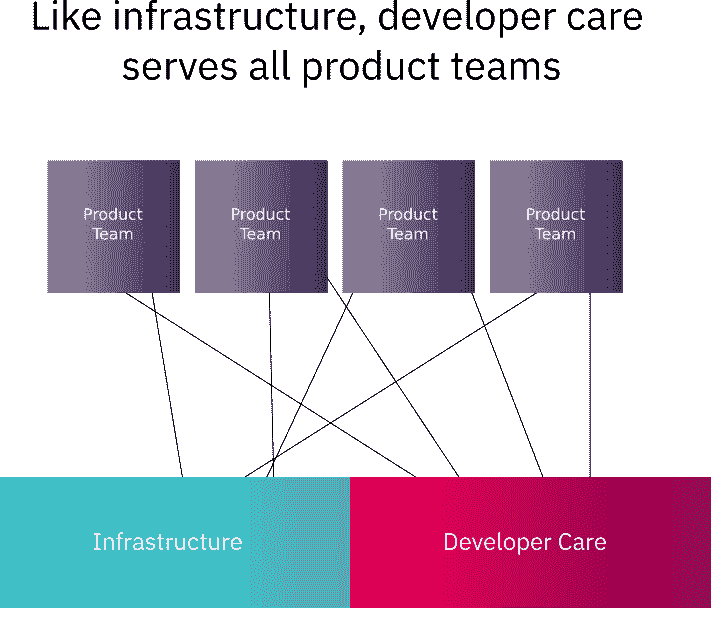 Like infrastructure, developer care
serves all product teams
Product
Team
Product
Team
Product
Team
Product
Team
Infrastructure
Developer Care